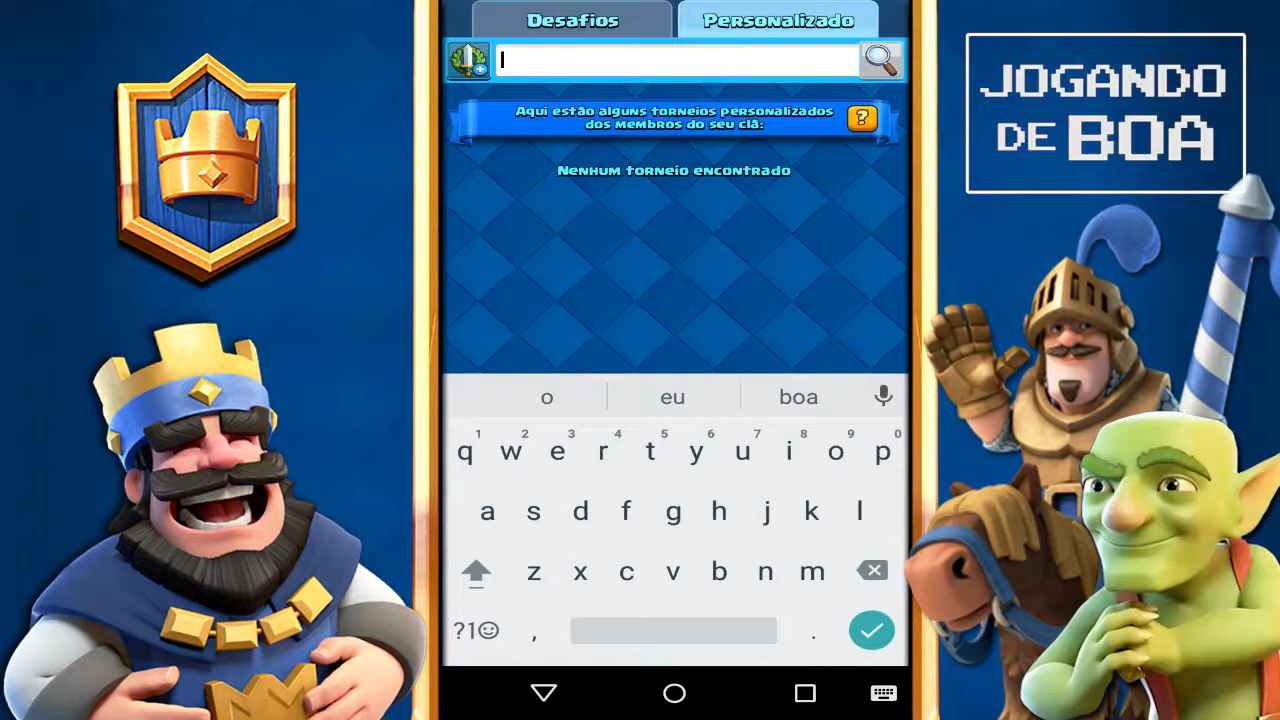 Desafios
Personalizado
Aqui estão alguns torneios personalizados
dos membros do seu clã:
?
Nenhum torneio encontrado
JOGANDO
DE BOA
o eu boa
1 2 3 4 5 6 7 8 9 0
q w e r t y u i o p
a s d f g h j k l
z x c v b n m
?1☺ , .